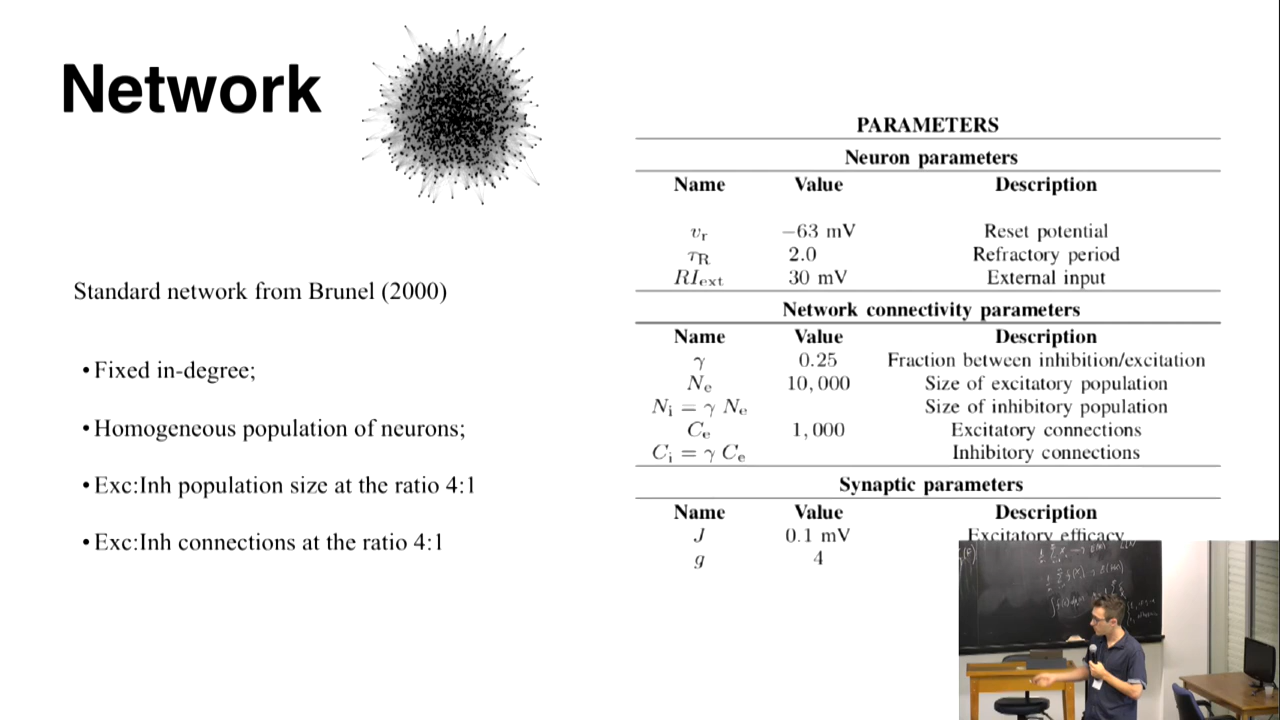 Network
Standard network from Brunel (2000)
• Fixed in-degree;
• Homogeneous population of neurons;
• Exc:Inh population size at the ratio 4:1
• Exc:Inh connections at the ratio 4:1
PARAMETERS
Neuron parameters
Name Value Description
v_r −63 mV Reset potential
τ_R 2.0 Refractory period
RI_ext 30 mV External input
Network connectivity parameters
Name Value Description
γ 0.25 Fraction between inhibition/excitation
N_e 10,000 Size of excitatory population
N_i = γ N_e Size of inhibitory population
C_e 1,000 Excitatory connections
C_i = γ C_e Inhibitory connections
Synaptic parameters
Name Value Description
J 0.1 mV Excitatory efficacy
g 4